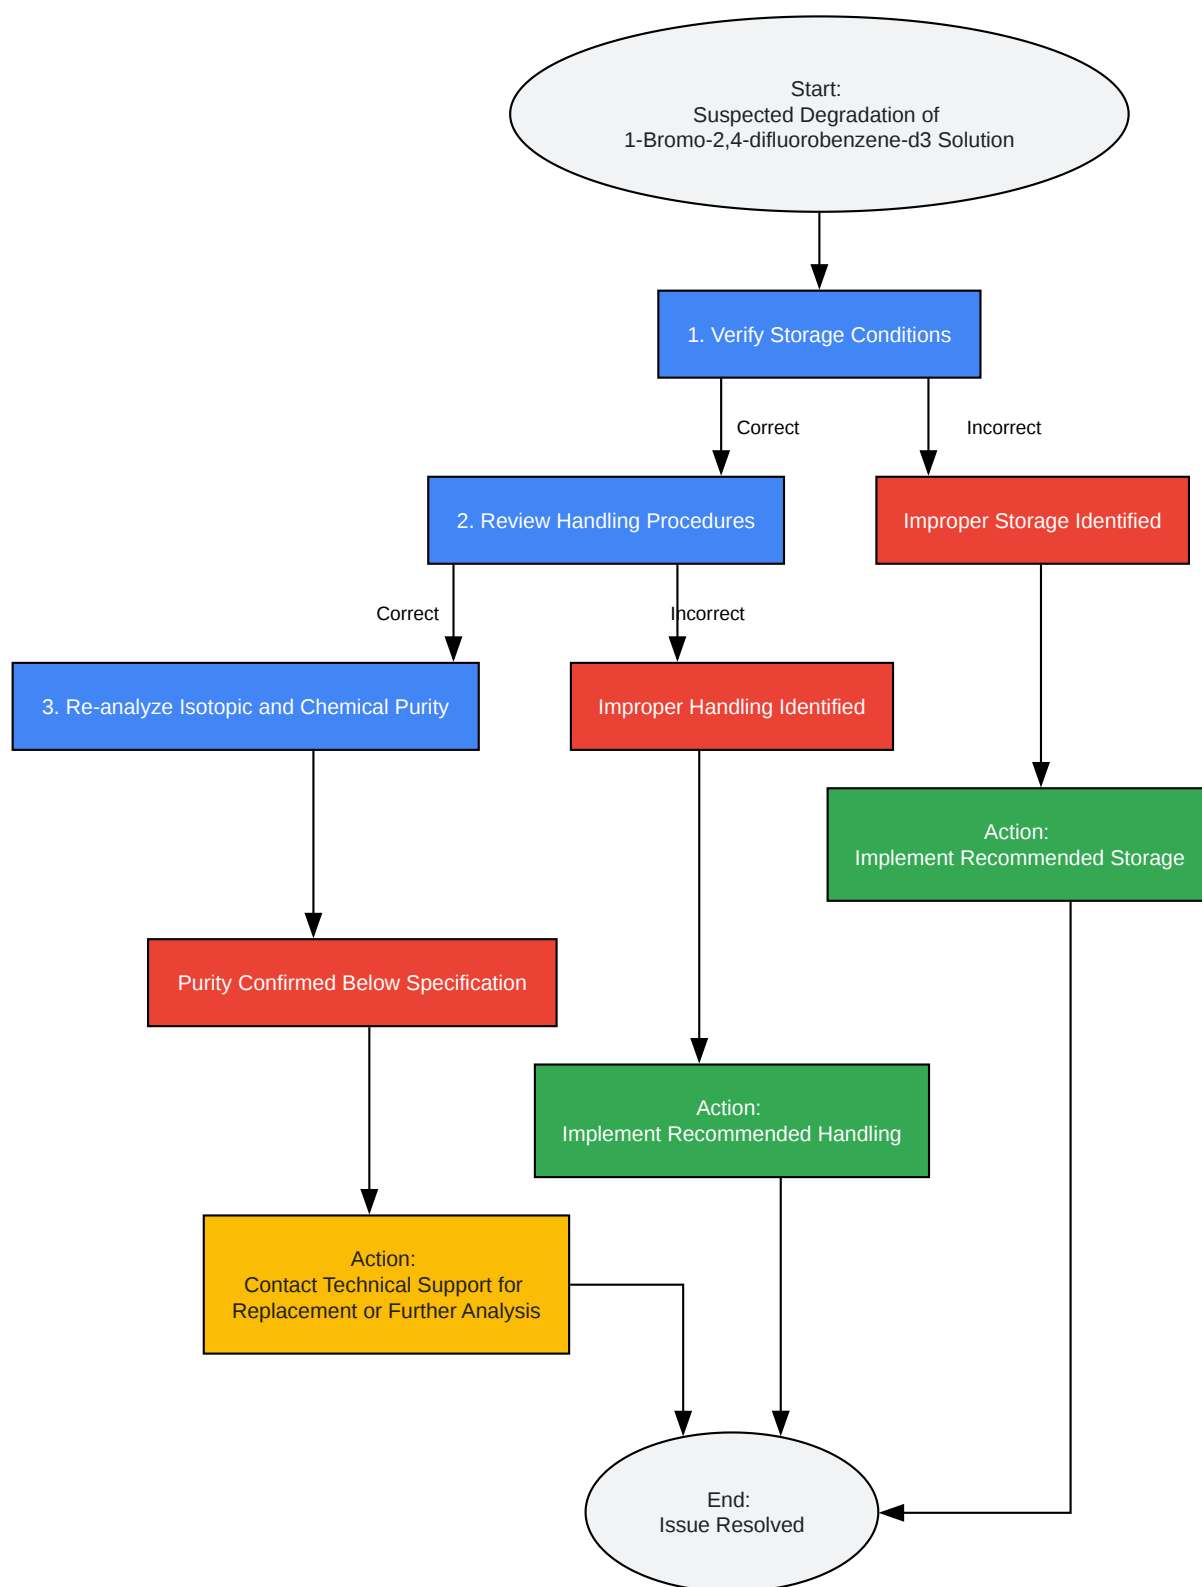 Start:
Suspected Degradation of
1-Bromo-2,4-difluorobenzene-d3 Solution
1. Verify Storage Conditions
Correct
Incorrect
2. Review Handling Procedures
Improper Storage Identified
Correct
Incorrect
3. Re-analyze Isotopic and Chemical Purity
Improper Handling Identified
Action:
Implement Recommended Storage
Purity Confirmed Below Specification
Action:
Implement Recommended Handling
Action:
Contact Technical Support for
Replacement or Further Analysis
End:
Issue Resolved